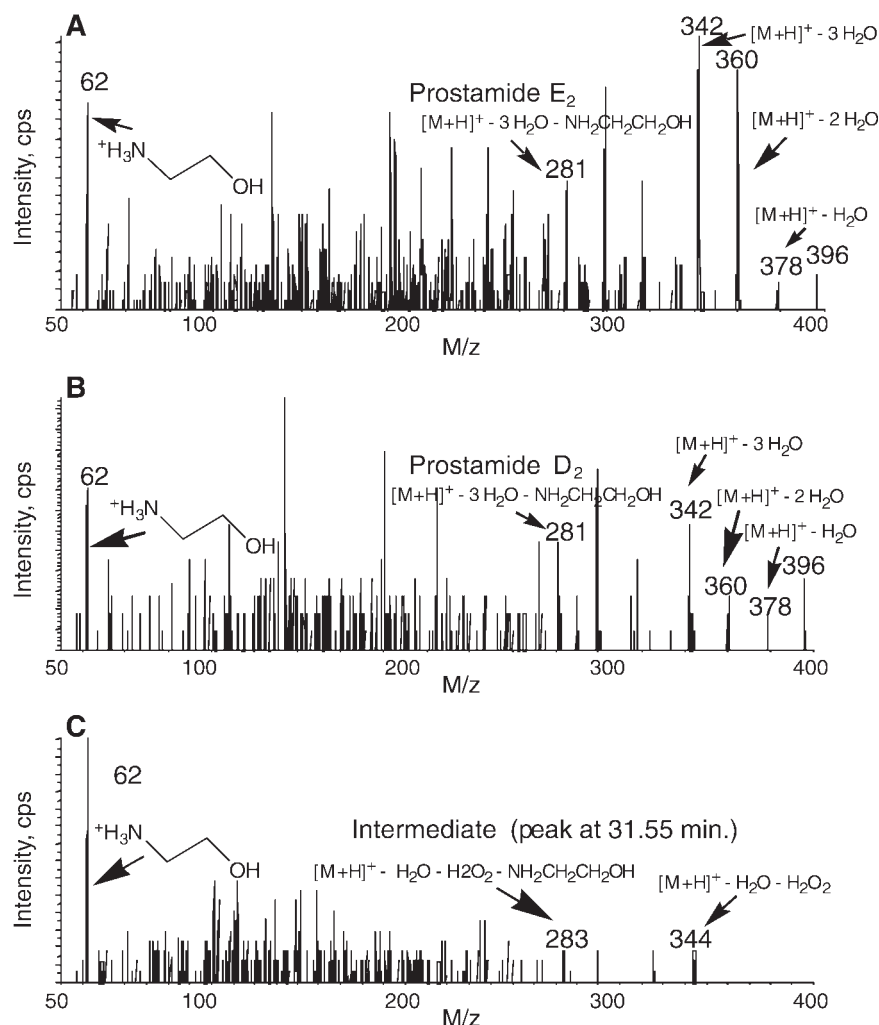 A
342
[M+H]⁺ - 3 H₂O
360
62
Prostamide E₂
[M+H]⁺ - 3 H₂O - NH₂CH₂CH₂OH
[M+H]⁺ - 2 H₂O
⁺H₃N
OH
281
[M+H]⁺ - H₂O
378
396
Intensity, cps
50 100 200 300 400
M/z
B
[M+H]⁺ - 3 H₂O
62
Prostamide D₂
[M+H]⁺ - 3 H₂O - NH₂CH₂CH₂OH
342
[M+H]⁺ - 2 H₂O
⁺H₃N
OH
281
[M+H]⁺ - H₂O
360
378
396
Intensity, cps
50 100 200 300 400
M/z
C
62
⁺H₃N
OH
Intermediate (peak at 31.55 min.)
[M+H]⁺ - H₂O - H2O₂ - NH₂CH₂CH₂OH
[M+H]⁺ - H₂O - H₂O₂
283
344
Intensity, cps
50 100 200 300 400
M/z